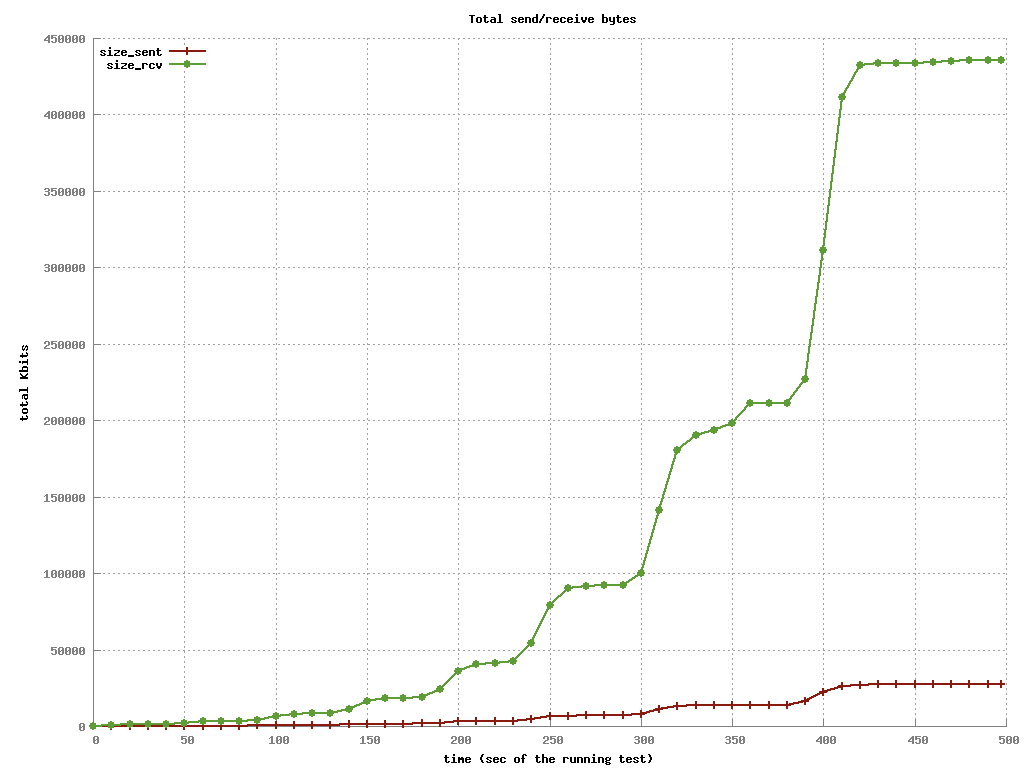 Total send/receive bytes
size_sent
size_rcv
450000
400000
350000
300000
250000
200000
150000
100000
50000
0
total Kbits
0 50 100 150 200 250 300 350 400 450 500
time (sec of the running test)